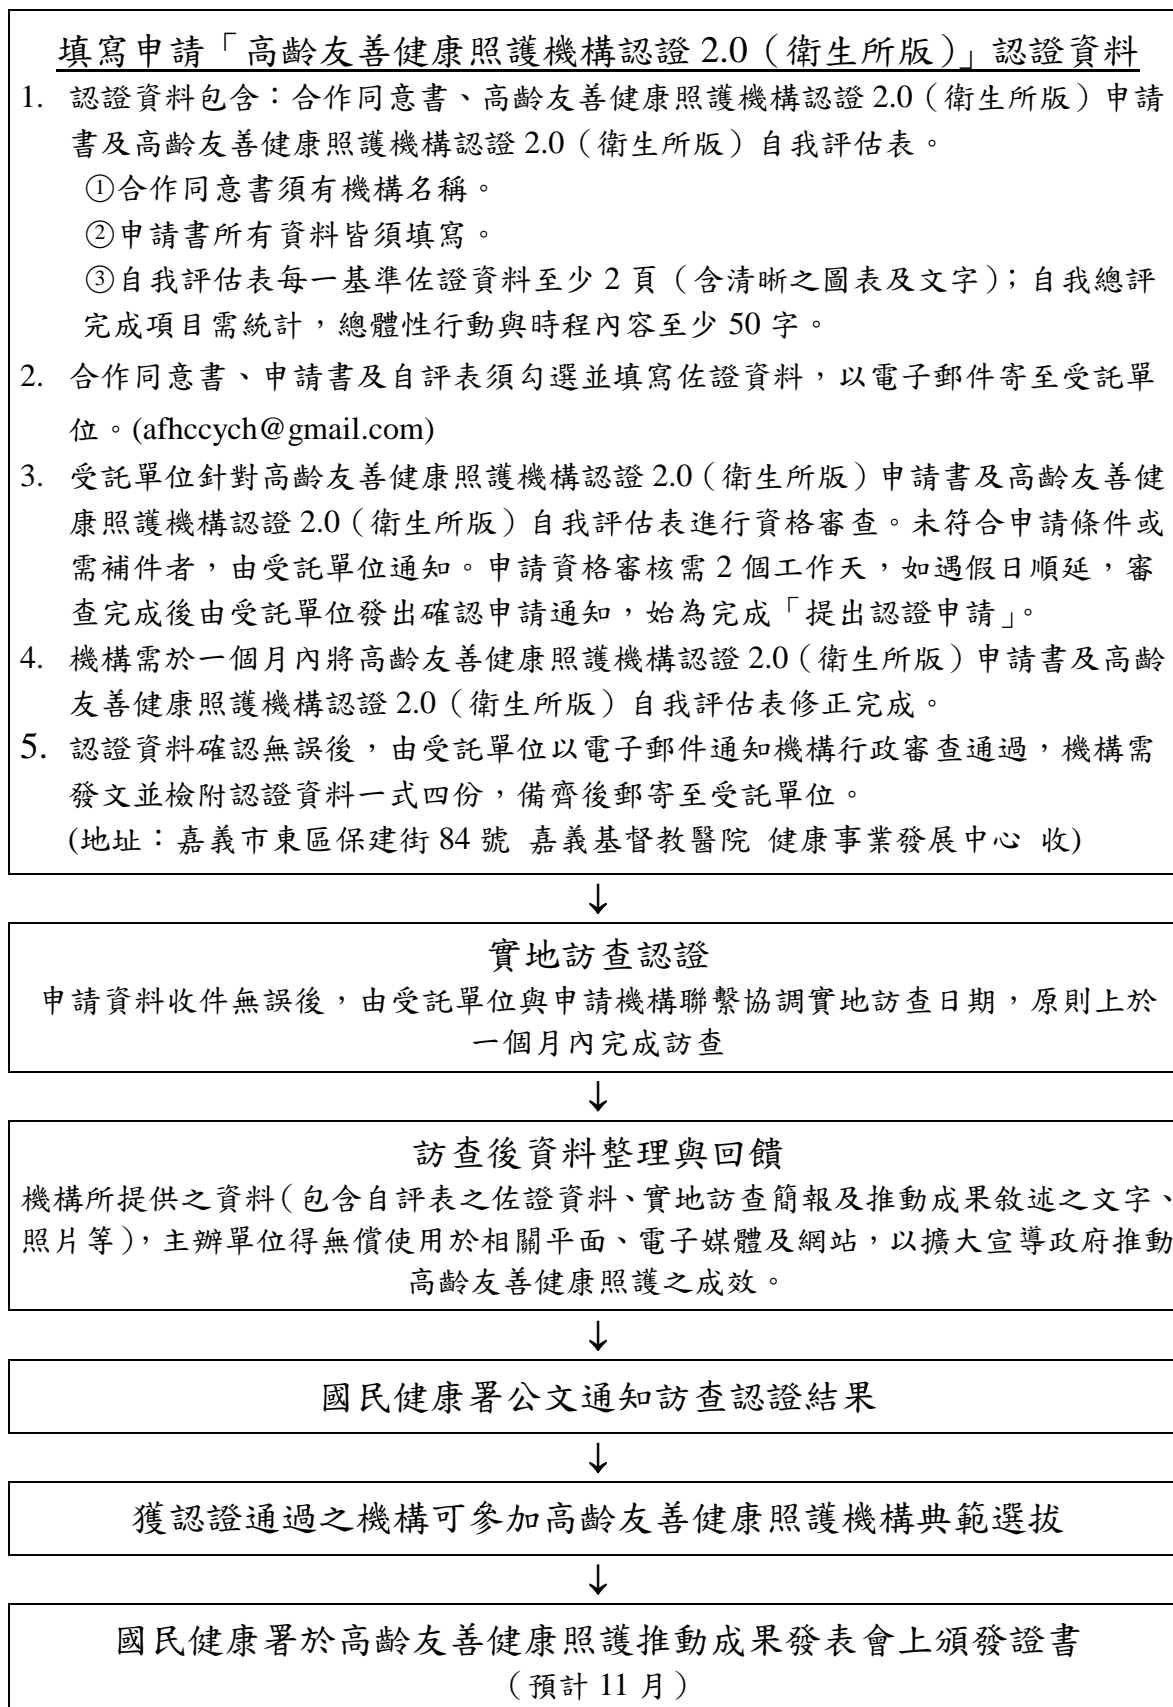 填寫申請「高齡友善健康照護機構認證 2.0（衛生所版）」認證資料
1. 認證資料包含：合作同意書、高齡友善健康照護機構認證 2.0（衛生所版）申請
書及高齡友善健康照護機構認證 2.0（衛生所版）自我評估表。
①合作同意書須有機構名稱。
②申請書所有資料皆須填寫。
③自我評估表每一基準佐證資料至少 2 頁（含清晰之圖表及文字）；自我總評
完成項目需統計，總體性行動與時程內容至少 50 字。
2. 合作同意書、申請書及自評表須勾選並填寫佐證資料，以電子郵件寄至受託單
位。(afhccych@gmail.com)
3. 受託單位針對高齡友善健康照護機構認證 2.0（衛生所版）申請書及高齡友善健
康照護機構認證 2.0（衛生所版）自我評估表進行資格審查。未符合申請條件或
需補件者，由受託單位通知。申請資格審核需 2 個工作天，如遇假日順延，審
查完成後由受託單位發出確認申請通知，始為完成「提出認證申請」。
4. 機構需於一個月內將高齡友善健康照護機構認證 2.0（衛生所版）申請書及高齡
友善健康照護機構認證 2.0（衛生所版）自我評估表修正完成。
5. 認證資料確認無誤後，由受託單位以電子郵件通知機構行政審查通過，機構需
發文並檢附認證資料一式四份，備齊後郵寄至受託單位。
(地址：嘉義市東區保建街 84 號 嘉義基督教醫院 健康事業發展中心 收)
↓
實地訪查認證
申請資料收件無誤後，由受託單位與申請機構聯繫協調實地訪查日期，原則上於
一個月內完成訪查
↓
訪查後資料整理與回饋
機構所提供之資料（包含自評表之佐證資料、實地訪查簡報及推動成果敘述之文字、
照片等），主辦單位得無償使用於相關平面、電子媒體及網站，以擴大宣導政府推動
高齡友善健康照護之成效。
↓
國民健康署公文通知訪查認證結果
↓
獲認證通過之機構可參加高齡友善健康照護機構典範選拔
↓
國民健康署於高齡友善健康照護推動成果發表會上頒發證書
（預計 11 月）